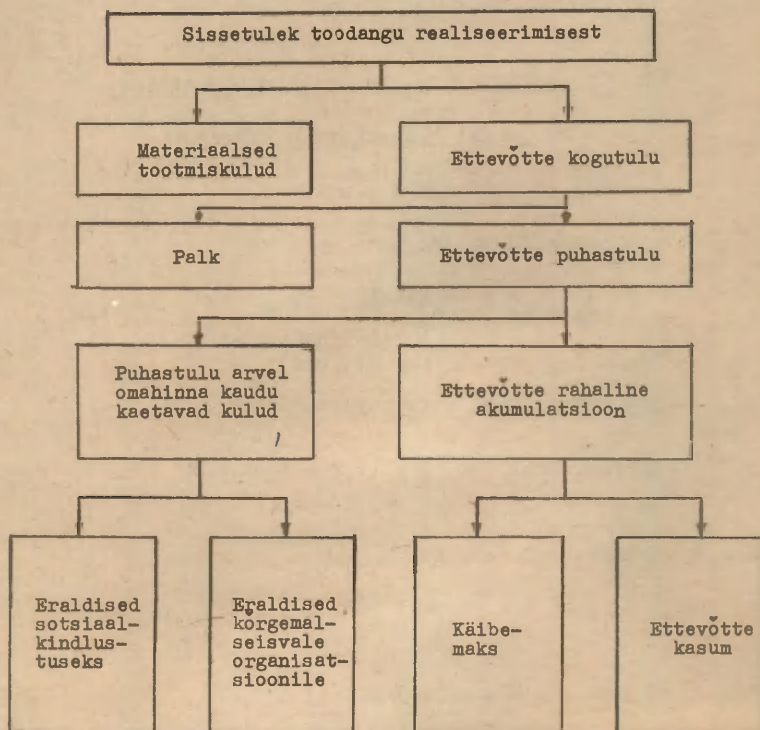 Sissetulek toodangu realiseerimisest
Materiaalsed
tootmiskulud
Ettevõtte kogutulu
Palk
Ettevõtte puhastulu
Puhastulu arvel
omahinna kaudu
kaetavad kulud
Ettevõtte rahaline
akumulatsioon
Eraldised
sotsiaal-
kindlus-
tuseks
Eraldised
kõrgemal-
seisvale
organisat-
sioonile
Käibe-
maks
Ettevõtte
kasum